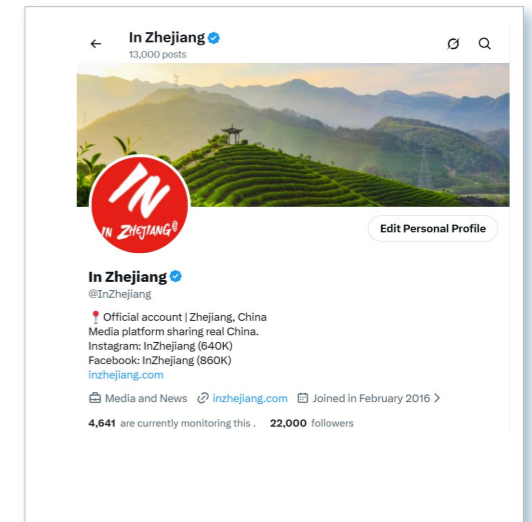 In Zhejiang
13,000 posts
IN
IN ZHEJIANG®
Edit Personal Profile
In Zhejiang
@InZhejiang
Official account | Zhejiang, China
Media platform sharing real China.
Instagram: InZhejiang (640K)
Facebook: InZhejiang (860K)
inzhejiang.com
Media and News inzhejiang.com Joined in February 2016
4,641 are currently monitoring this . 22,000 followers